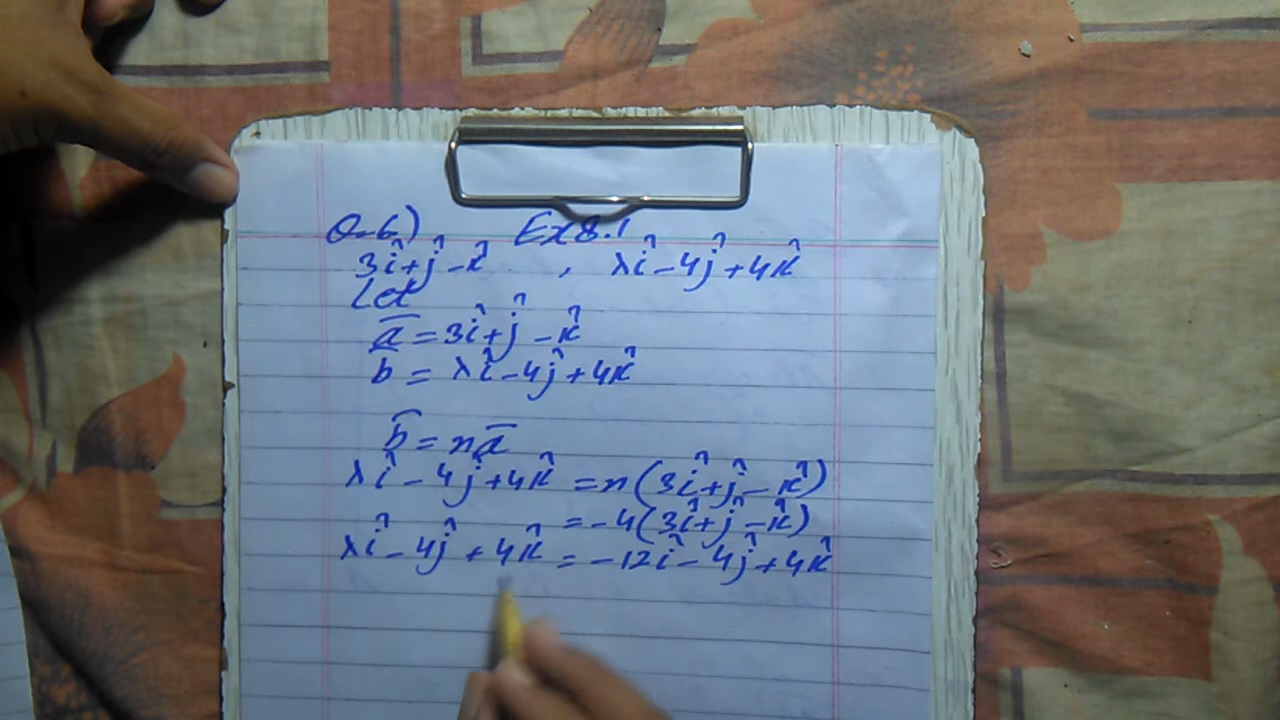 Q-6) Ex 8.1
3î+ĵ-k̂ , λî-4ĵ+4k̂
Let
a̅ = 3î+ĵ-k̂
b̅ = λî-4ĵ+4k̂
b̅ = na̅
λî-4ĵ+4k̂ = n(3î+ĵ-k̂)
= -4(3î+ĵ-k̂)
λî-4ĵ+4k̂ = -12î-4ĵ+4k̂